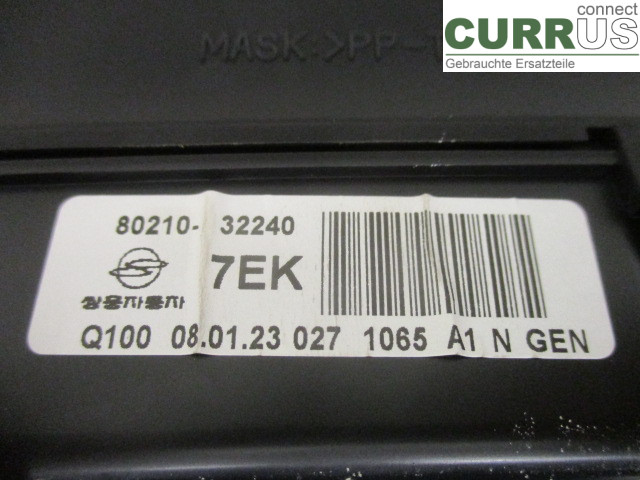 MASK:>PP-T
connect
CURRUS
Gebrauchte Ersatzteile
80210- 32240
7EK
쌍용자동차
Q100 08.01.23 027 1065 A1 N GEN